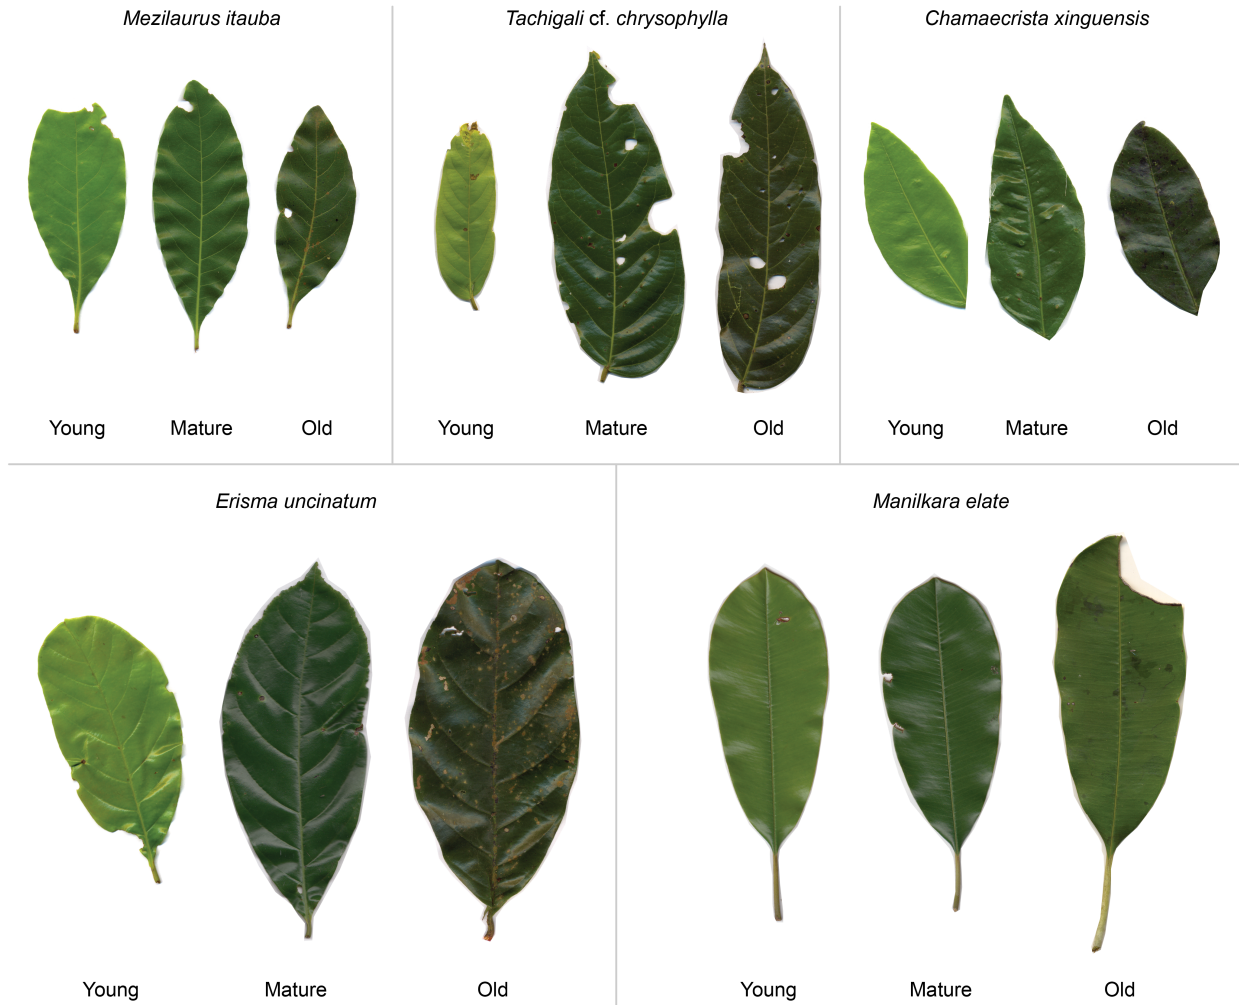 Mezilaurus itauba
Tachigali cf. chrysophylla
Chamaecrista xinguensis
Young Mature Old
Young Mature Old
Young Mature Old
Erisma uncinatum
Manilkara elate
Young Mature Old
Young Mature Old